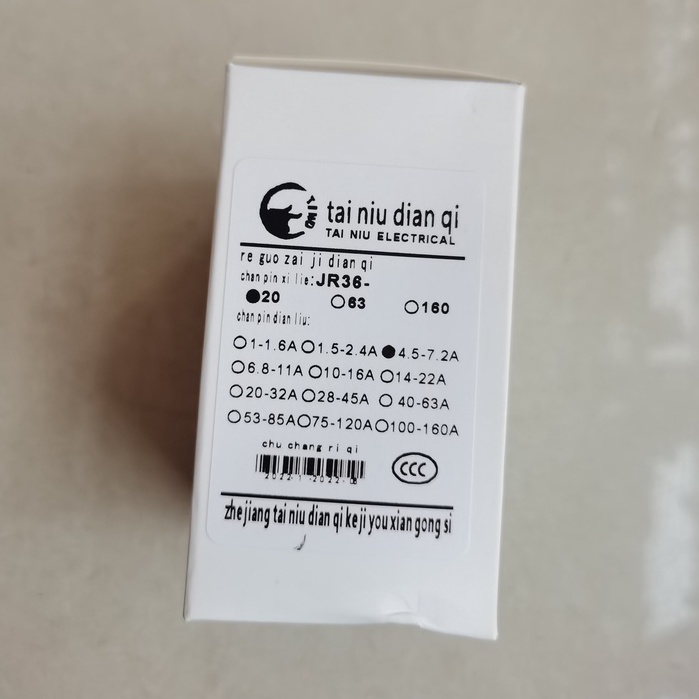 tai niu dian qi
TAI NIU ELECTRICAL
re guo zai ji dian qi
chan pin xi lie:JR36-
●20 ○63 ○160
chan pin dian liu:
○1-1.6A ○1.5-2.4A ●4.5-7.2A
○6.8-11A ○10-16A ○14-22A
○20-32A ○28-45A ○40-63A
○53-85A ○75-120A ○100-160A
chu chang ri qi
CCC
zhe jiang tai niu dian qi ke ji you xian gong si